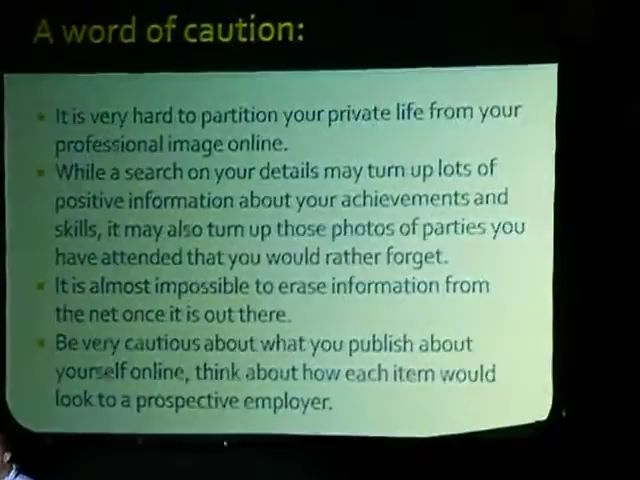 A word of caution:
It is very hard to partition your private life from your
professional image online.
While a search on your details may turn up lots of
positive information about your achievements and
skills, it may also turn up those photos of parties you
have attended that you would rather forget.
It is almost impossible to erase information from
the net once it is out there.
Be very cautious about what you publish about
yourself online, think about how each item would
look to a prospective employer.